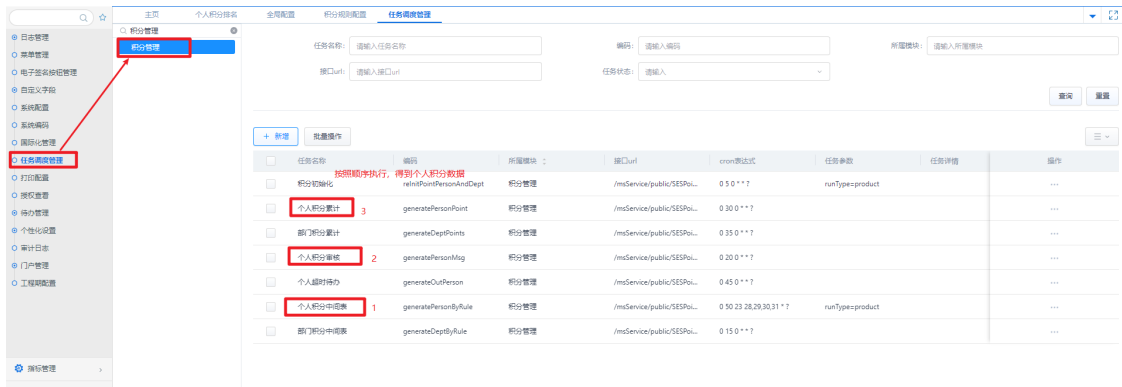 主页 个人积分排名 全局配置 积分规则配置 任务调度管理
日志管理
菜单管理
电子签名按钮管理
自定义字段
系统配置
系统编码
国际化管理
任务调度管理
打印配置
授权查看
待办管理
个性化设置
审计日志
门户管理
工程期配置
指标管理
积分管理
积分管理
任务名称: 请输入任务名称 编码: 请输入编码 所属模块: 请输入所属模块
接口url: 请输入接口url 任务状态: 请输入
查询 重置
+ 新增 批量操作
任务名称 编码 所属模块 接口url cron表达式 任务参数 任务详情 操作
按照顺序执行，得到个人积分数据
积分初始化 reInitPointPersonAndDept 积分管理 /msService/public/SESPoi... 0 5 0 * * ? runType=product ...
个人积分累计 3 generatePersonPoint 积分管理 /msService/public/SESPoi... 0 30 0 * * ? ...
部门积分累计 generateDeptPoints 积分管理 /msService/public/SESPoi... 0 35 0 * * ? ...
个人积分审核 2 generatePersonMsg 积分管理 /msService/public/SESPoi... 0 20 0 * * ? ...
个人超时待办 generateOutPerson 积分管理 /msService/public/SESPoi... 0 45 0 * * ? ...
个人积分中间表 1 generatePersonByRule 积分管理 /msService/public/SESPoi... 0 50 23 28,29,30,31 * ? runType=product ...
部门积分中间表 generateDeptByRule 积分管理 /msService/public/SESPoi... 0 15 0 * * ? ...